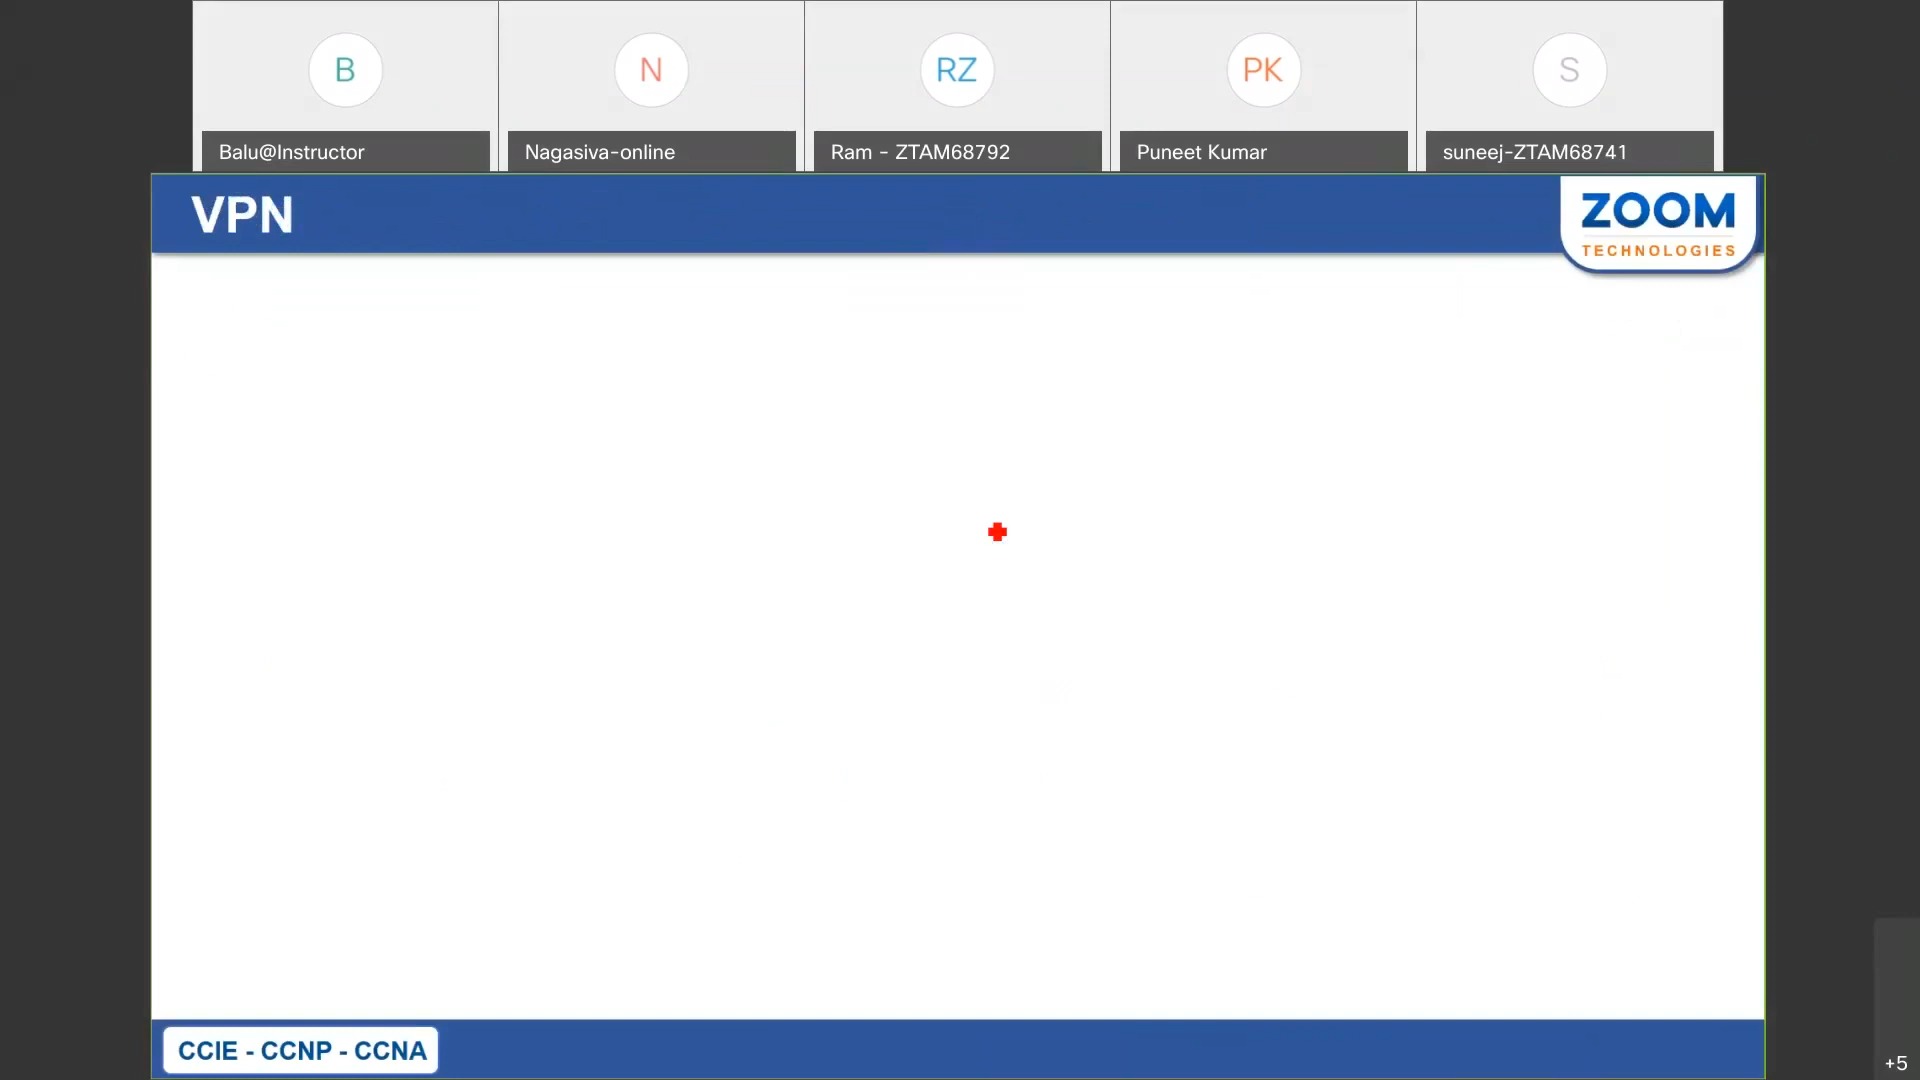 B
N
RZ
PK
S
Balu@Instructor
Nagasiva-online
Ram - ZTAM68792
Puneet Kumar
suneej-ZTAM68741
VPN
ZOOM
TECHNOLOGIES
CCIE - CCNP - CCNA
+5